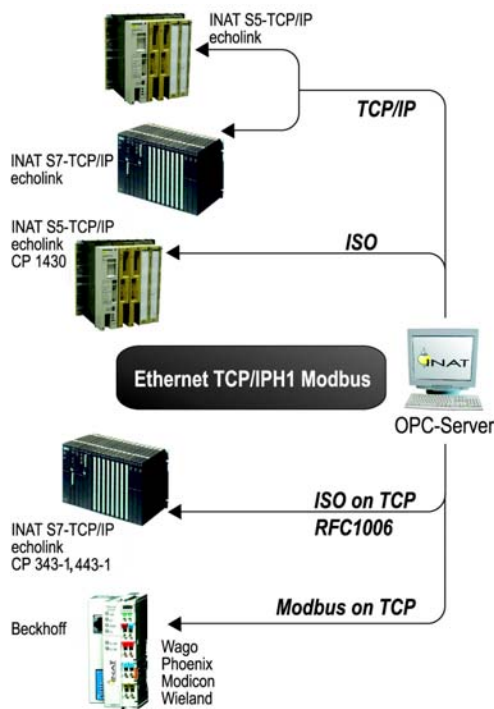 INAT S5-TCP/IP
echolink
TCP/IP
INAT S7-TCP/IP
echolink
INAT S5-TCP/IP
echolink
CP 1430
ISO
Ethernet TCP/IPH1 Modbus
INAT
OPC-Server
ISO on TCP
RFC1006
INAT S7-TCP/IP
echolink
CP 343-1,443-1
Modbus on TCP
Beckhoff
INAT
Wago
Phoenix
Modicon
Wieland